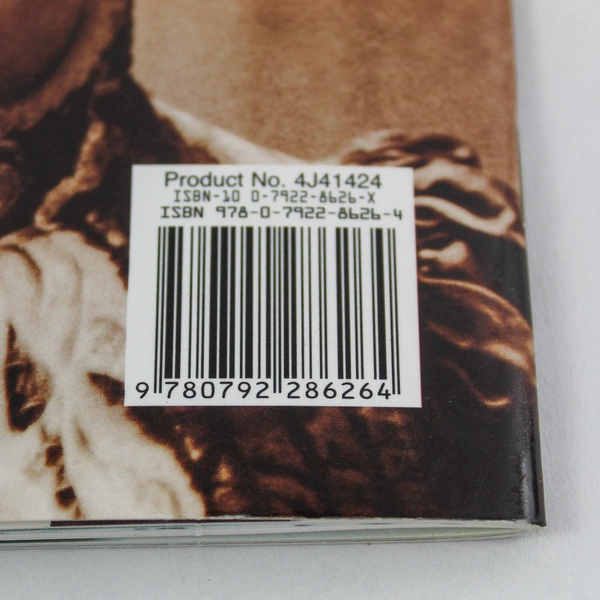 Product No. 4J41424
ISBN-10 0-7922-8626-X
ISBN 978-0-7922-8626-4
9 780792 286264